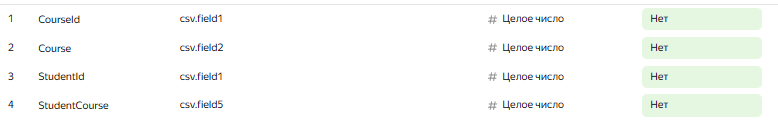 1 CourseId csv.field1 # Целое число Нет
2 Course csv.field2 # Целое число Нет
3 StudentId csv.field1 # Целое число Нет
4 StudentCourse csv.field5 # Целое число Нет